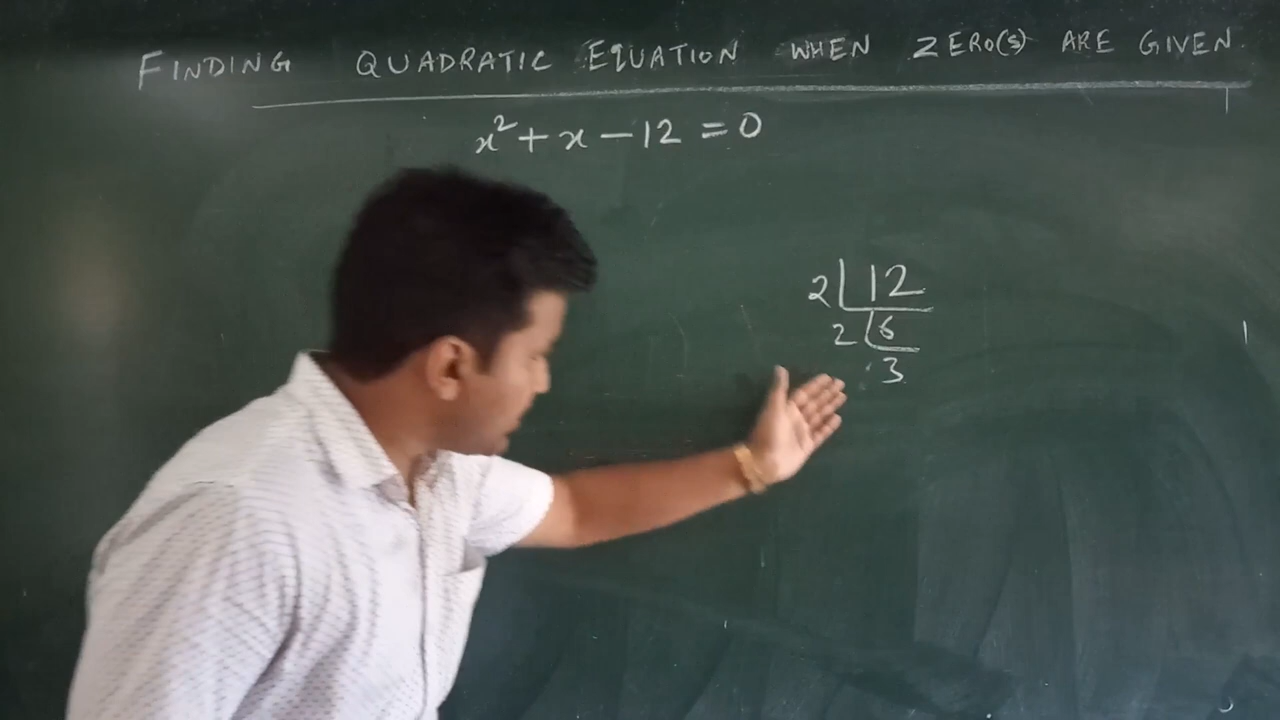 FINDING QUADRATIC EQUATION WHEN ZERO(S) ARE GIVEN
x² + x - 12 = 0
2 | 12
2 | 6
3